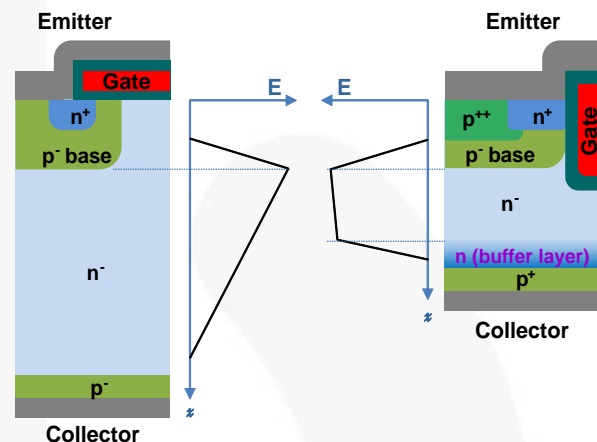 Emitter
Gate
n+
p- base
n-
p-
Collector
E
z
E
z
Emitter
p++
n+
Gate
p- base
n-
n (buffer layer)
p+
Collector